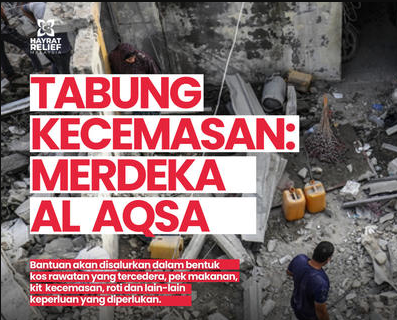 HAYRAT
RELIEF
MALAYSIA
TABUNG
KECEMASAN:
MERDEKA
AL AQSA
Bantuan akan disalurkan dalam bentuk
kos rawatan yang tercedera, pek makanan,
kit kecemasan, roti dan lain-lain
keperluan yang diperlukan.